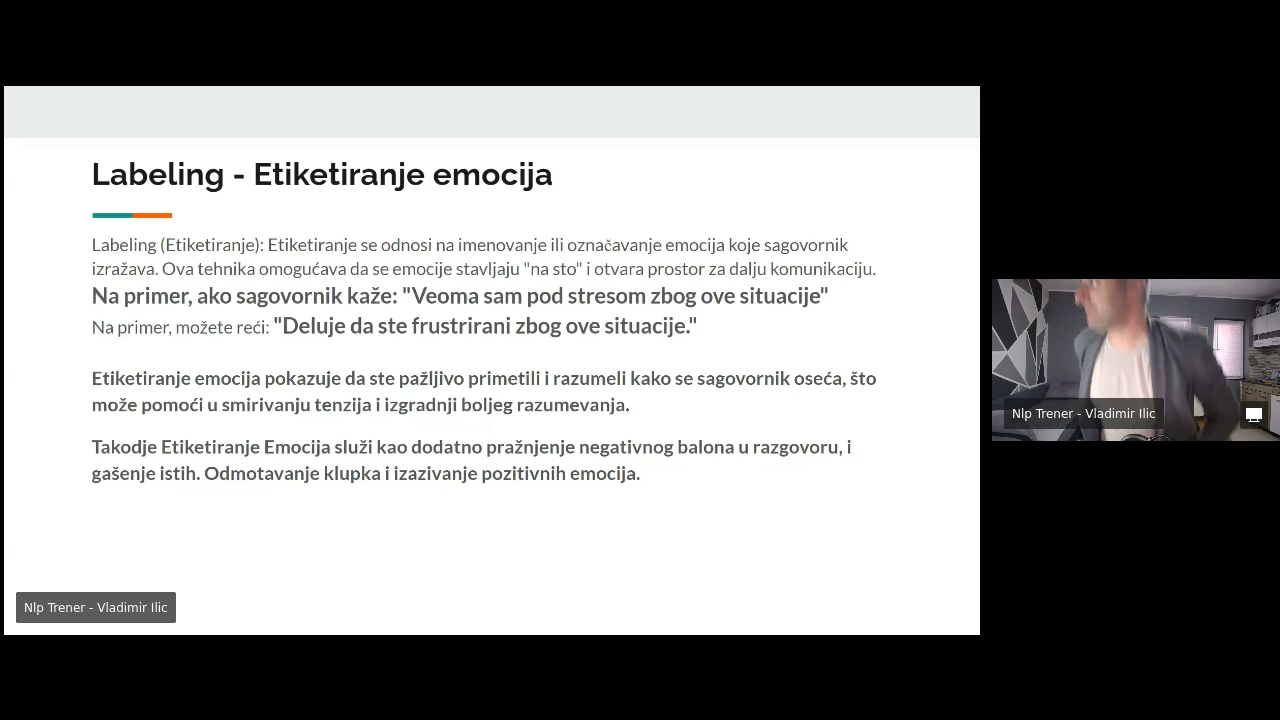 Labeling - Etiketiranje emocija
Labeling (Etiketiranje): Etiketiranje se odnosi na imenovanje ili označavanje emocija koje sagovornik
izražava. Ova tehnika omogućava da se emocije stavljaju "na sto" i otvara prostor za dalju komunikaciju.
Na primer, ako sagovornik kaže: "Veoma sam pod stresom zbog ove situacije"
Na primer, možete reći: "Deluje da ste frustrirani zbog ove situacije."
Etiketiranje emocija pokazuje da ste pažljivo primetili i razumeli kako se sagovornik oseća, što
može pomoći u smirivanju tenzija i izgradnji boljeg razumevanja.
Takodje Etiketiranje Emocija služi kao dodatno pražnjenje negativnog balona u razgovoru, i
gašenje istih. Odmotavanje klupka i izazivanje pozitivnih emocija.
Nlp Trener - Vladimir Ilic
Nlp Trener - Vladimir Ilic